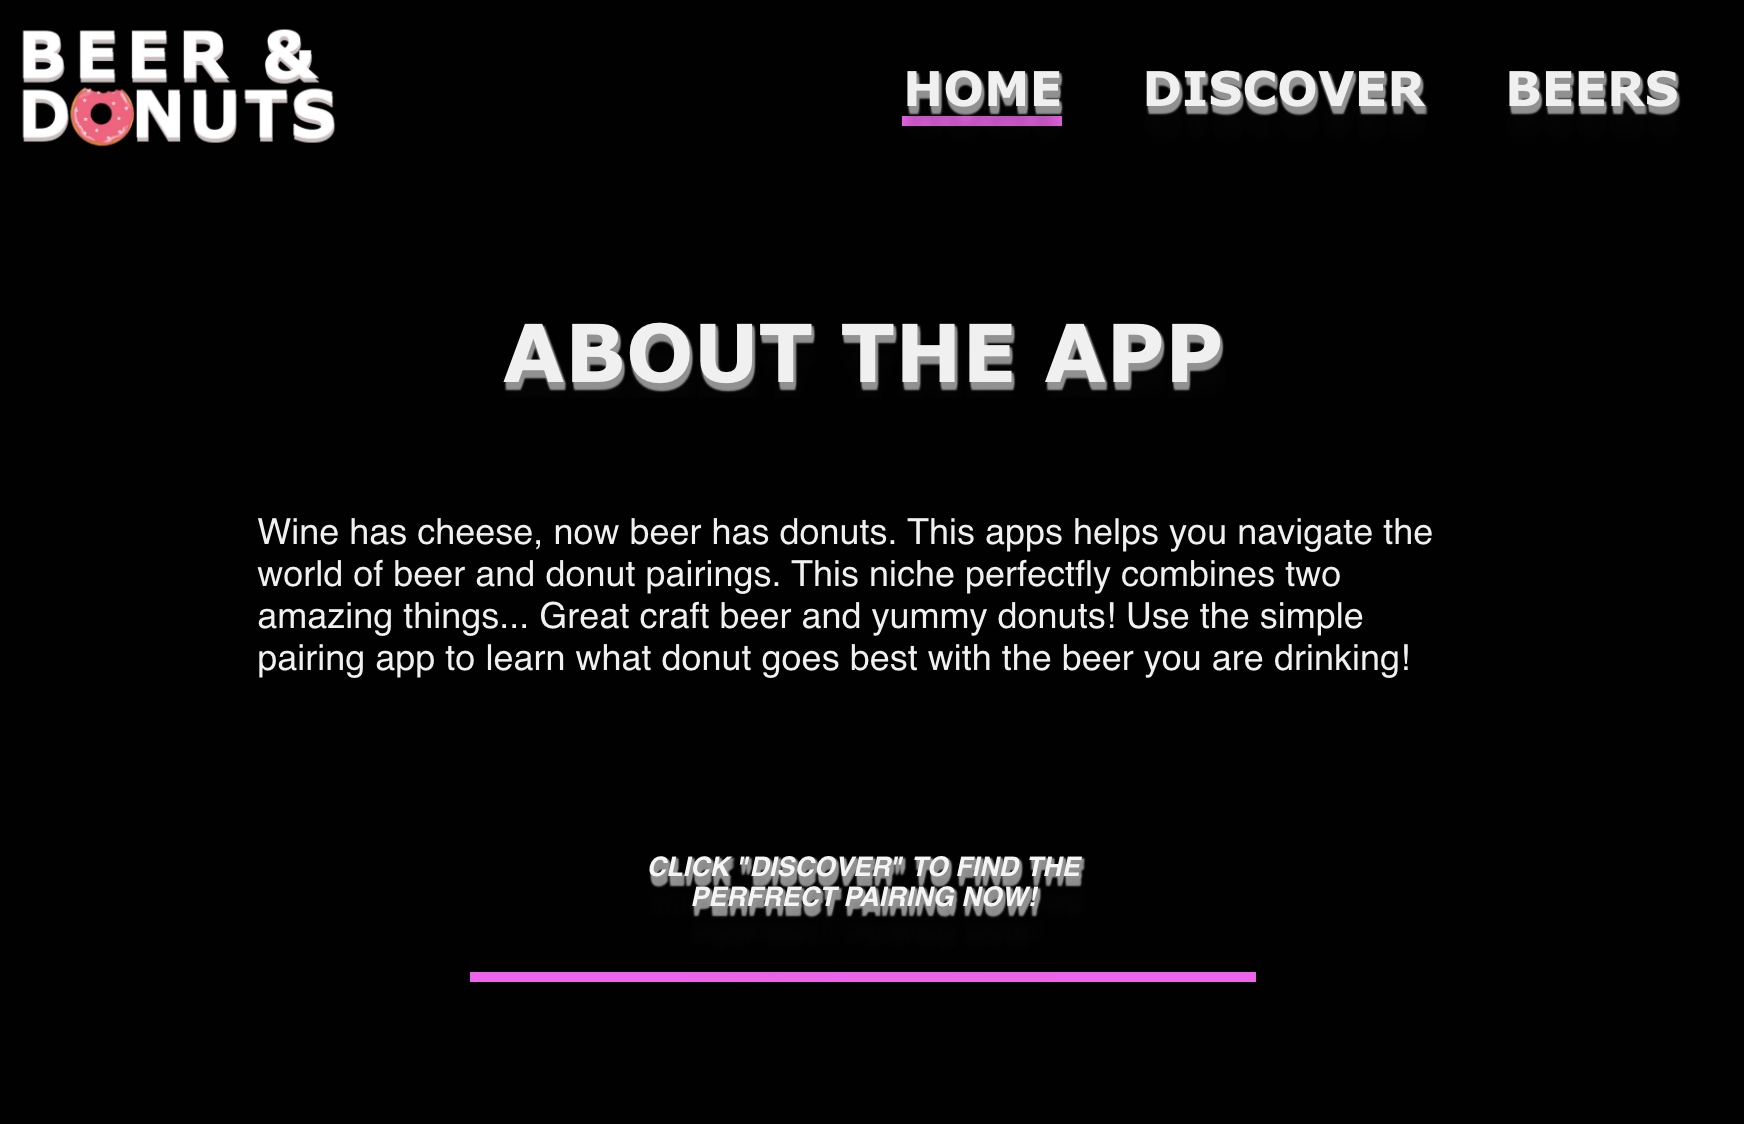 BEER &
DONUTS
HOME DISCOVER BEERS
ABOUT THE APP
Wine has cheese, now beer has donuts. This apps helps you navigate the
world of beer and donut pairings. This niche perfectfly combines two
amazing things... Great craft beer and yummy donuts! Use the simple
pairing app to learn what donut goes best with the beer you are drinking!
CLICK "DISCOVER" TO FIND THE
PERFRECT PAIRING NOW!